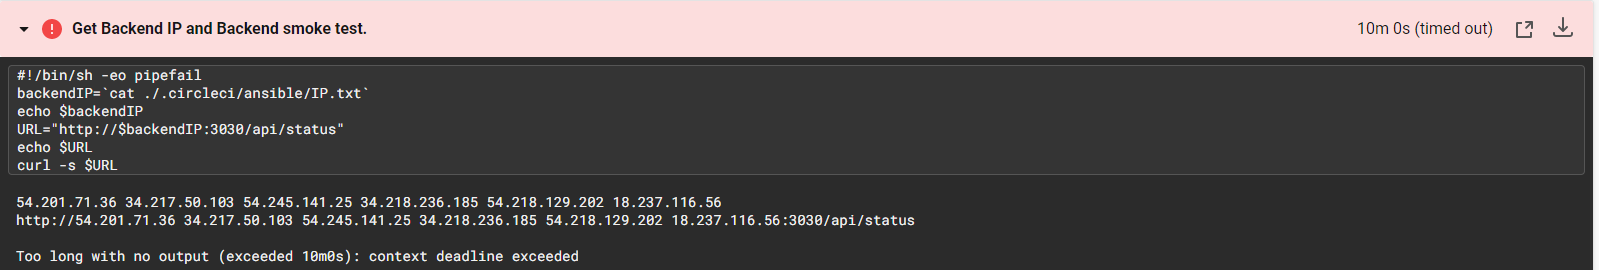 Get Backend IP and Backend smoke test.
10m 0s (timed out)
#!/bin/sh -eo pipefail
backendIP=`cat ./.circleci/ansible/IP.txt`
echo $backendIP
URL="http://$backendIP:3030/api/status"
echo $URL
curl -s $URL
54.201.71.36 34.217.50.103 54.245.141.25 34.218.236.185 54.218.129.202 18.237.116.56
http://54.201.71.36 34.217.50.103 54.245.141.25 34.218.236.185 54.218.129.202 18.237.116.56:3030/api/status
Too long with no output (exceeded 10m0s): context deadline exceeded